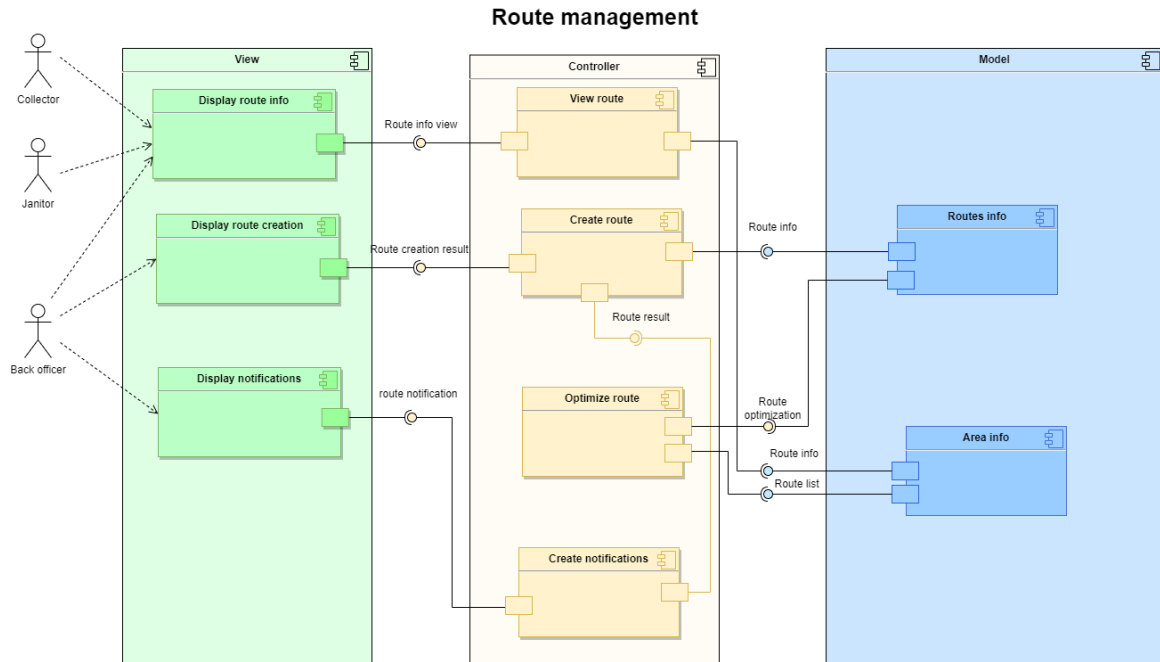 Route management
View
Controller
Model
Collector
Display route info
Route info view
View route
Janitor
Display route creation
Route creation result
Create route
Route info
Routes info
Back officer
Route result
Display notifications
route notification
Optimize route
Route
optimization
Area info
Route info
Route list
Create notifications